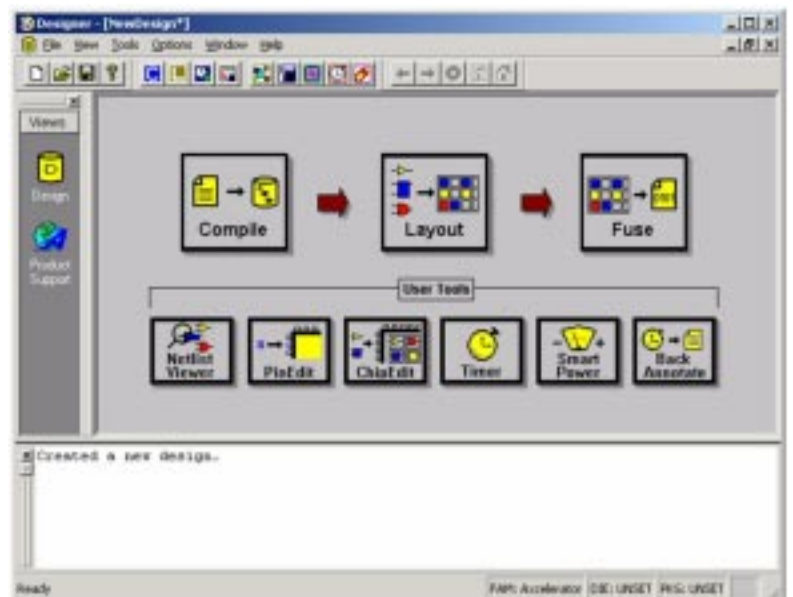 Designer - [NewDesign*]
File View Tools Options Window Help
Views
Design
Product
Support
Compile
Layout
Fuse
User Tools
Netlist
Viewer
PinEdit
ChipEdit
Timer
Smart
Power
Back
Annotate
Created a new design.
Ready
FAM: Accelerator DIE: UNSET PKG: UNSET